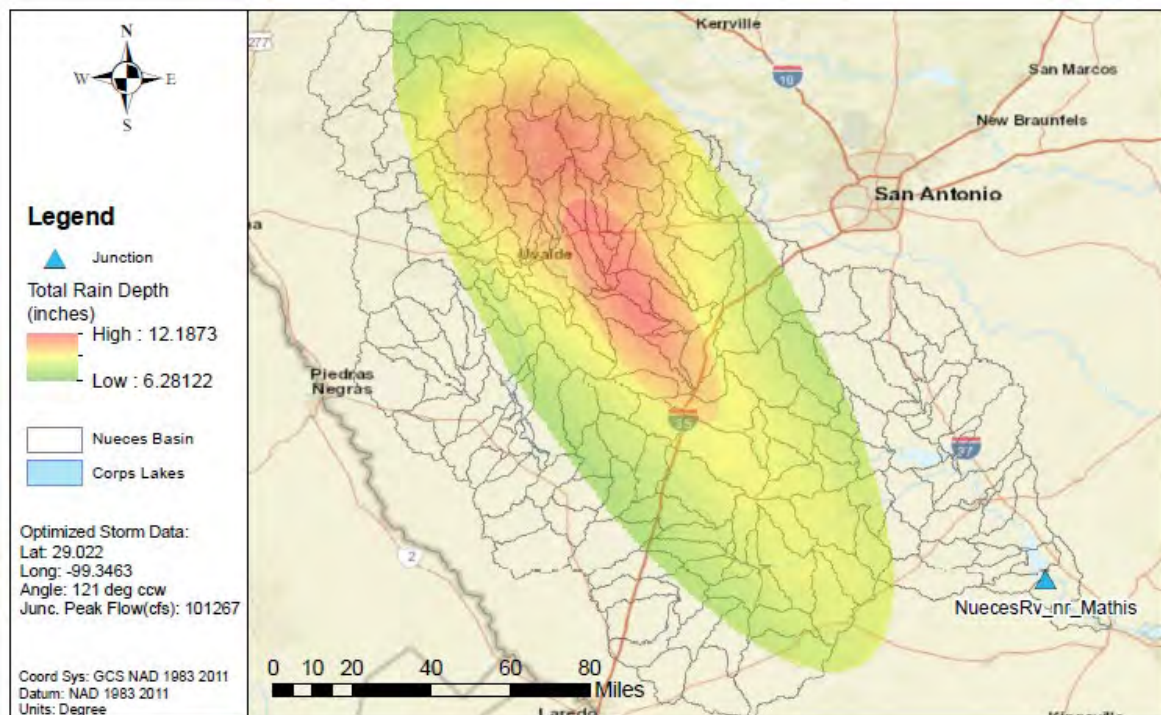 N
W E
S
Legend
Junction
Total Rain Depth
(inches)
High : 12.1873
Low : 6.28122
Nueces Basin
Corps Lakes
Optimized Storm Data:
Lat: 29.022
Long: -99.3463
Angle: 121 deg ccw
Junc. Peak Flow(cfs): 101267
Coord Sys: GCS NAD 1983 2011
Datum: NAD 1983 2011
Units: Degree
277
Kerrville
10
San Marcos
New Braunfels
San Antonio
Uvalde
Piedras
Negras
35
37
2
NuecesRv_nr_Mathis
0 10 20 40 60 80
Miles
Laredo